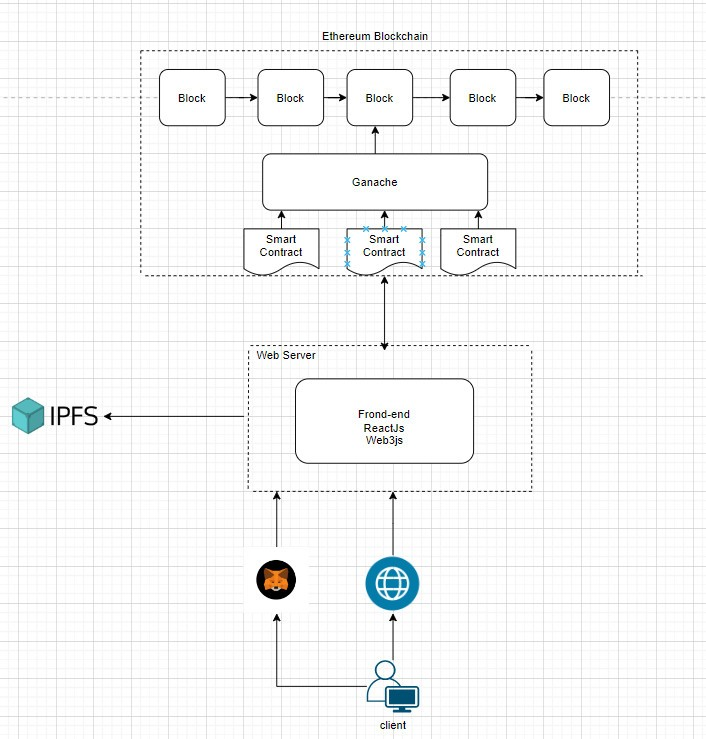 Ethereum Blockchain
Block
Block
Block
Block
Block
Ganache
Smart
Contract
Smart
Contract
Smart
Contract
Web Server
Frond-end
ReactJs
Web3js
IPFS
client